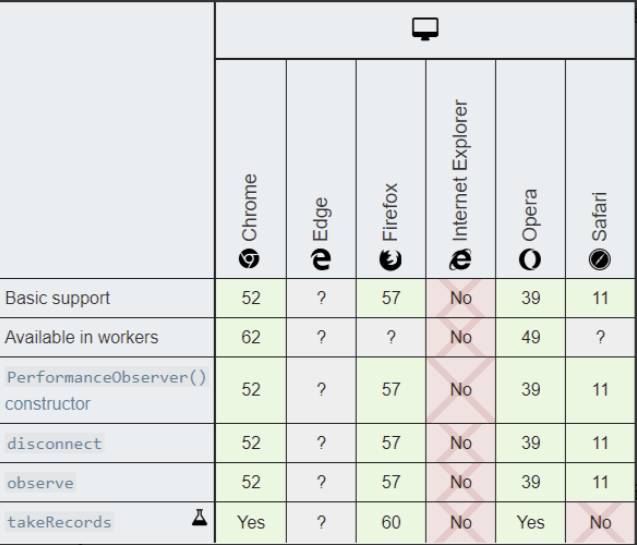 Chrome
Edge
Firefox
Internet Explorer
Opera
Safari
Basic support 52 ? 57 No 39 11
Available in workers 62 ? ? No 49 ?
PerformanceObserver()
constructor 52 ? 57 No 39 11
disconnect 52 ? 57 No 39 11
observe 52 ? 57 No 39 11
takeRecords Yes ? 60 No Yes No